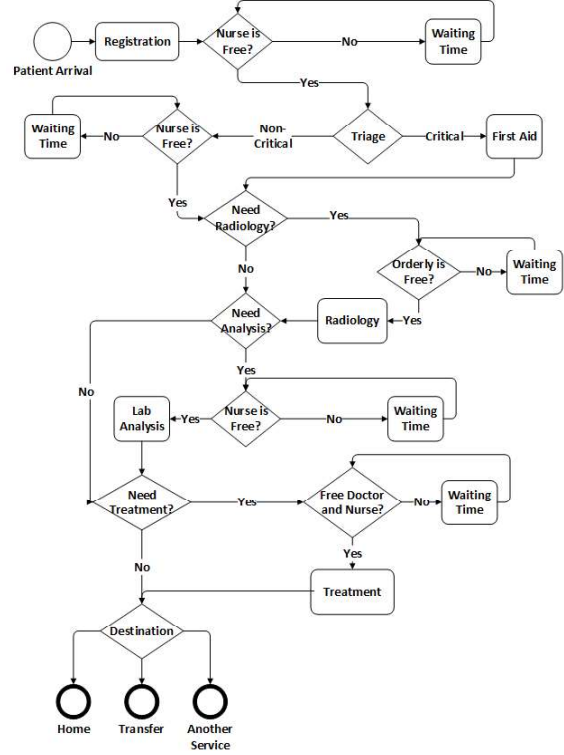 Nurse is
Free?
Registration
No
Waiting
Time
Patient Arrival
Yes
Waiting
Time
No
Nurse is
Free?
Non-
Critical
Triage
Critical
First Aid
Yes
Need
Radiology?
Yes
No
Orderly is
Free?
No
Waiting
Time
Need
Analysis?
Radiology
Yes
No
Yes
Lab
Analysis
Yes
Nurse is
Free?
No
Waiting
Time
Need
Treatment?
Yes
Free Doctor
and Nurse?
No
Waiting
Time
Yes
No
Treatment
Destination
Home
Transfer
Another
Service